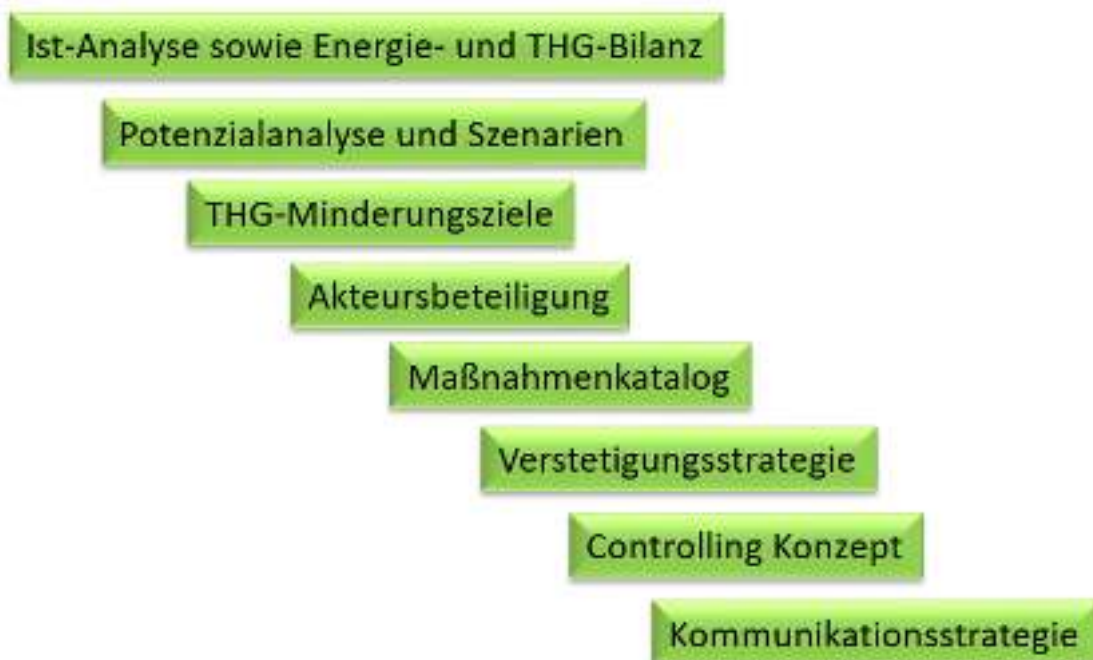 Ist-Analyse sowie Energie- und THG-Bilanz
Potenzialanalyse und Szenarien
THG-Minderungsziele
Akteursbeteiligung
Maßnahmenkatalog
Verstetigungsstrategie
Controlling Konzept
Kommunikationsstrategie